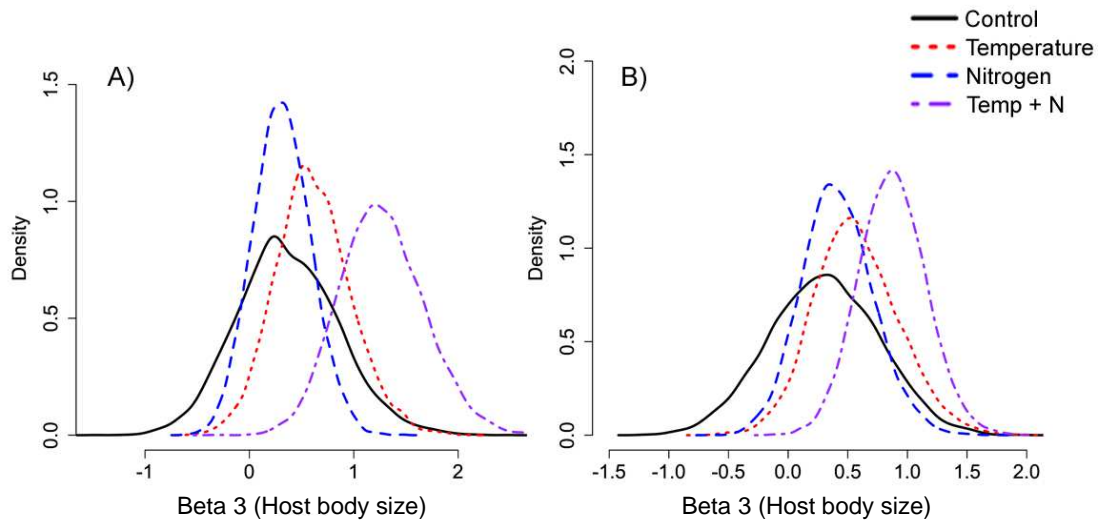 Control
Temperature
Nitrogen
Temp + N
A)
Density
1.5
1.0
0.5
0.0
-1
0
1
2
Beta 3 (Host body size)
B)
Density
2.0
1.5
1.0
0.5
0.0
-1.5
-1.0
-0.5
0.0
0.5
1.0
1.5
2.0
Beta 3 (Host body size)